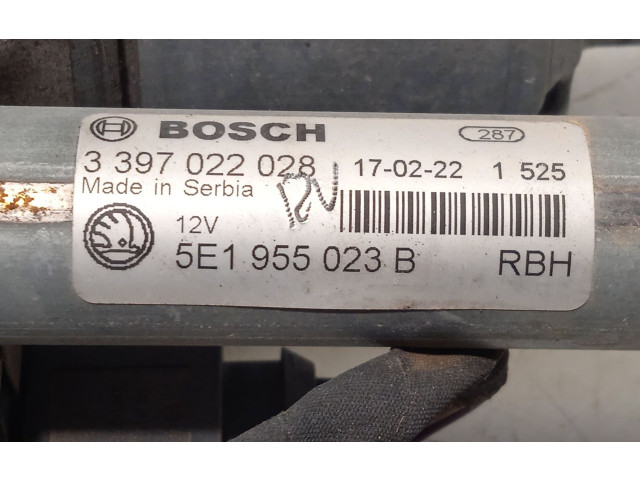 BOSCH 287
3 397 022 028 17-02-22 1 525
Made in Serbia
12V
5E1 955 023 B RBH